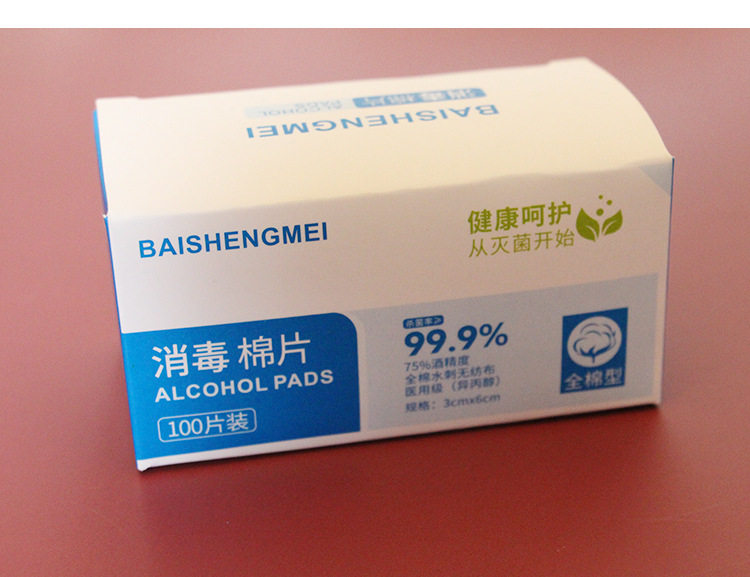 消毒棉片
ALCOHOL
PADS
BAISHENGMEI
BAISHENGMEI
健康呵护
从灭菌开始
消毒 棉片
ALCOHOL PADS
100片装
杀菌率≥
99.9%
75%酒精度
全棉水刺无纺布
医用级（异丙醇）
规格：3cmx6cm
全棉型